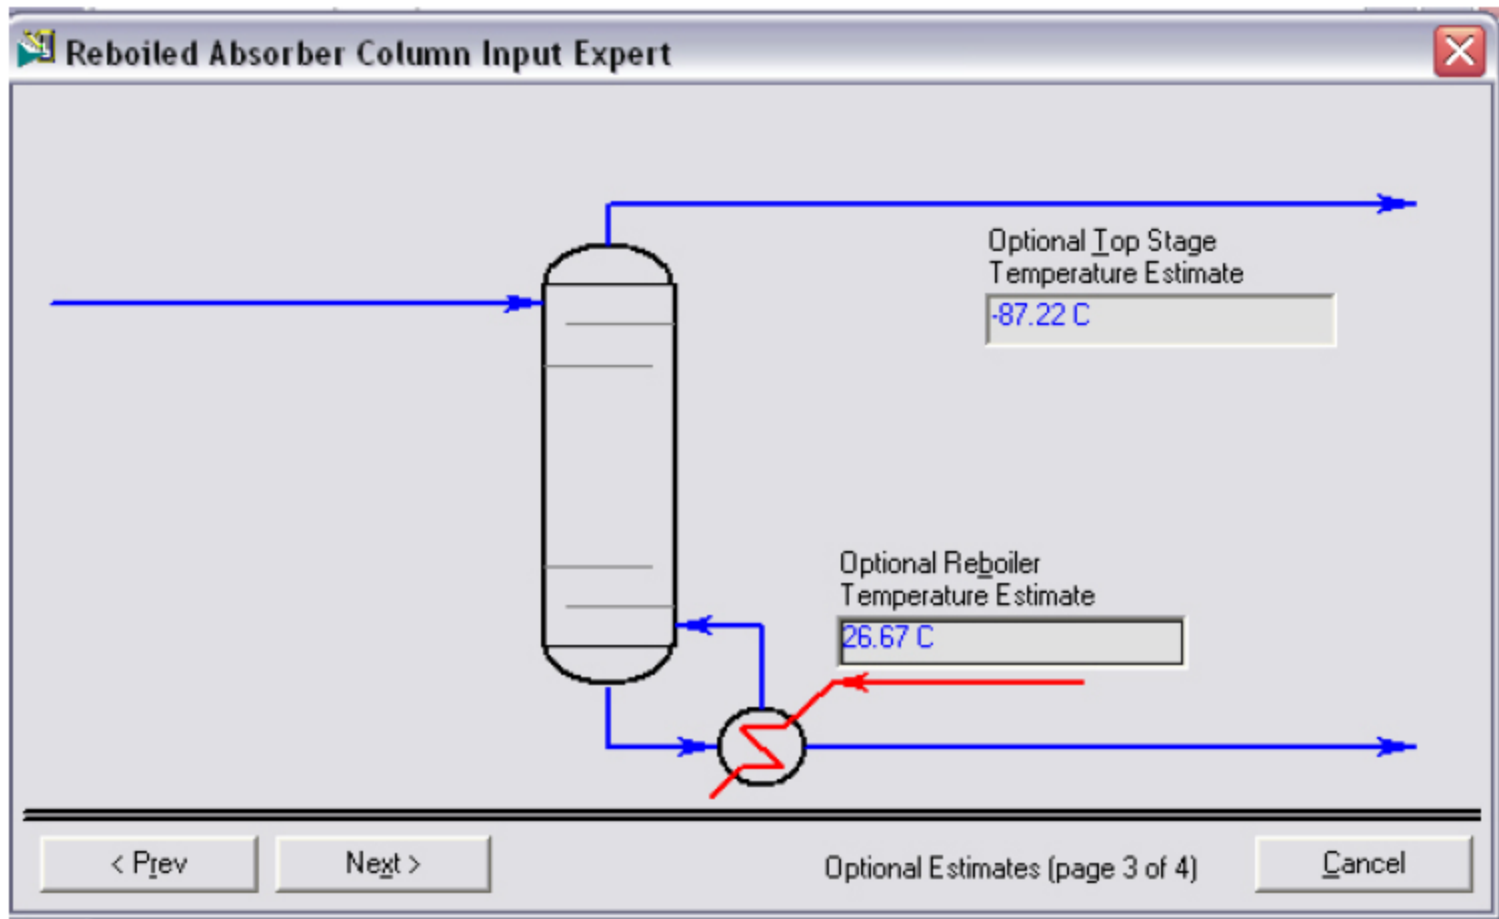 Reboiled Absorber Column Input Expert
Optional Top Stage
Temperature Estimate
-87.22 C
Optional Reboiler
Temperature Estimate
26.67 C
< Prev
Next >
Optional Estimates (page 3 of 4)
Cancel